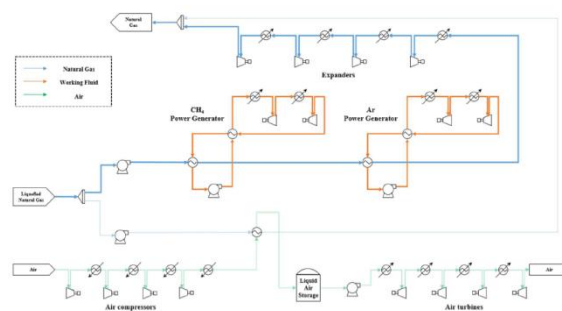 Natural
Gas
Natural Gas
Working Fluid
Air
Expanders
CH4
Power Generator
Ar
Power Generator
Liquefied
Natural Gas
Air
Air compressors
Liquid
Air
Storage
Air turbines
Air